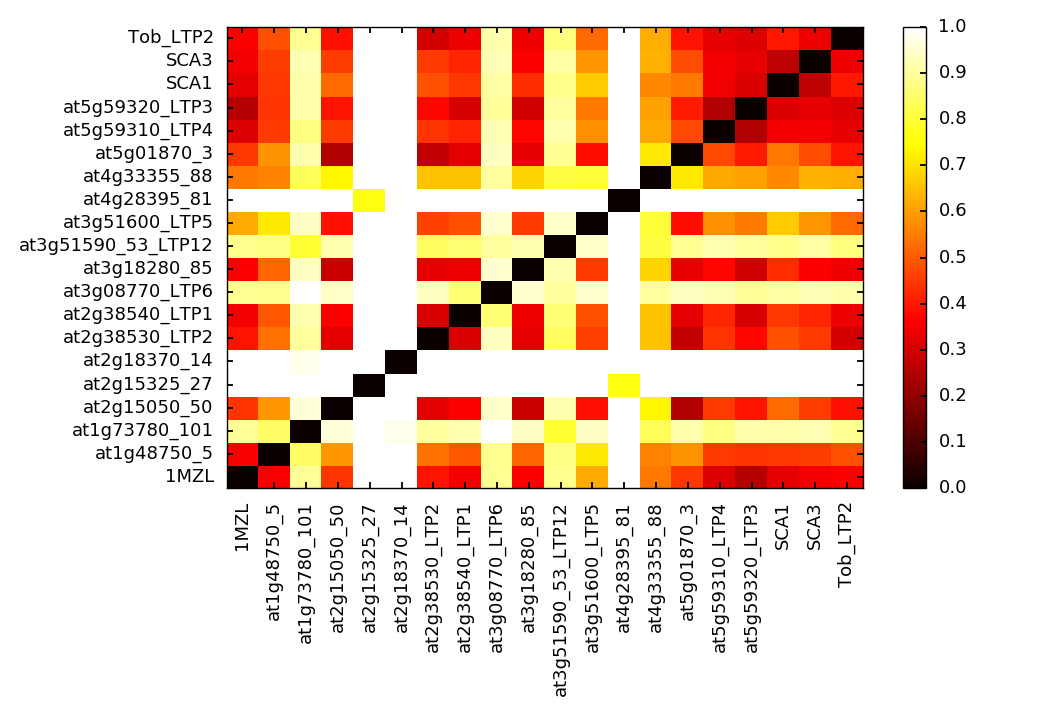 Tob_LTP2
SCA3
SCA1
at5g59320_LTP3
at5g59310_LTP4
at5g01870_3
at4g33355_88
at4g28395_81
at3g51600_LTP5
at3g51590_53_LTP12
at3g18280_85
at3g08770_LTP6
at2g38540_LTP1
at2g38530_LTP2
at2g18370_14
at2g15325_27
at2g15050_50
at1g73780_101
at1g48750_5
1MZL
1MZL
at1g48750_5
at1g73780_101
at2g15050_50
at2g15325_27
at2g18370_14
at2g38530_LTP2
at2g38540_LTP1
at3g08770_LTP6
at3g18280_85
at3g51590_53_LTP12
at3g51600_LTP5
at4g28395_81
at4g33355_88
at5g01870_3
at5g59310_LTP4
at5g59320_LTP3
SCA1
SCA3
Tob_LTP2
1.0
0.9
0.8
0.7
0.6
0.5
0.4
0.3
0.2
0.1
0.0